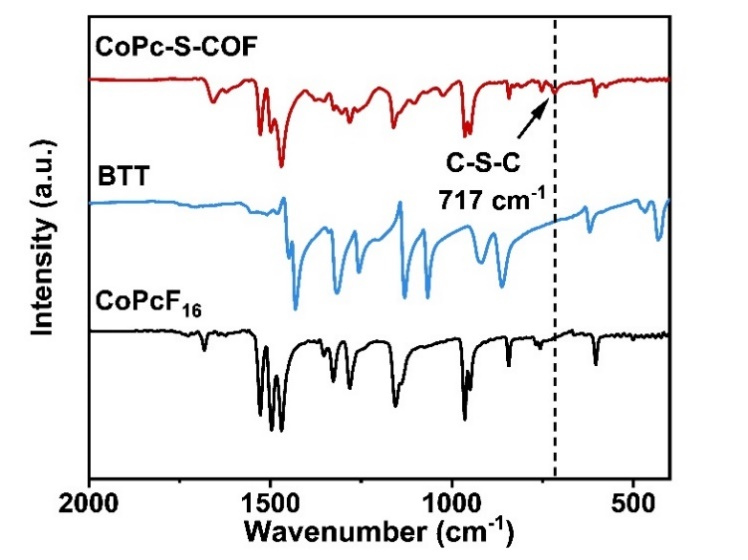 CoPc-S-COF
C-S-C
717 cm⁻¹
BTT
CoPcF₁₆
Intensity (a.u.)
2000 1500 1000 500
Wavenumber (cm⁻¹)